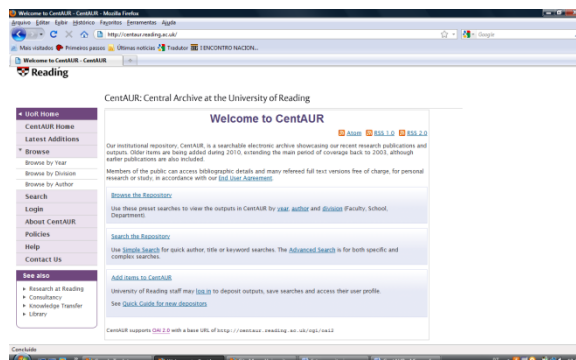 Welcome to CentAUR - Mozilla Firefox
Arquivo Editar Exibir Histórico Favoritos Ferramentas Ajuda
http://centaur.reading.ac.uk/
Google
Mais visitados Primeiros passos Últimas notícias Tradutor I ENCONTRO NACION...
Welcome to CentAUR - CentAUR
Reading
CentAUR: Central Archive at the University of Reading
UoR Home
CentAUR Home
Latest Additions
Browse
Browse by Year
Browse by Division
Browse by Author
Search
Login
About CentAUR
Policies
Help
Contact Us
See also
Research at Reading
Consultancy
Knowledge Transfer
Library
Welcome to CentAUR
Atom RSS 1.0 RSS 2.0
Our institutional repository, CentAUR, is a searchable electronic archive showcasing our recent research publications and
outputs. Older items are being added during 2010, extending the main period of coverage back to 2003, although
earlier publications are also included.
Members of the public can access bibliographic details and many refereed full text versions free of charge, for personal
research or study, in accordance with our End User Agreement.
Browse the Repository
Use these preset searches to view the outputs in CentAUR by year, author and division (Faculty, School,
Department).
Search the Repository
Use Simple Search for quick author, title or keyword searches. The Advanced Search is for both specific and
complex searches.
Add items to CentAUR
University of Reading staff may log in to deposit outputs, save searches and access their user profile.
See Quick Guide for new depositors
CentAUR supports OAI 2.0 with a base URL of http://centaur.reading.ac.uk/cgi/oai2
Concluído